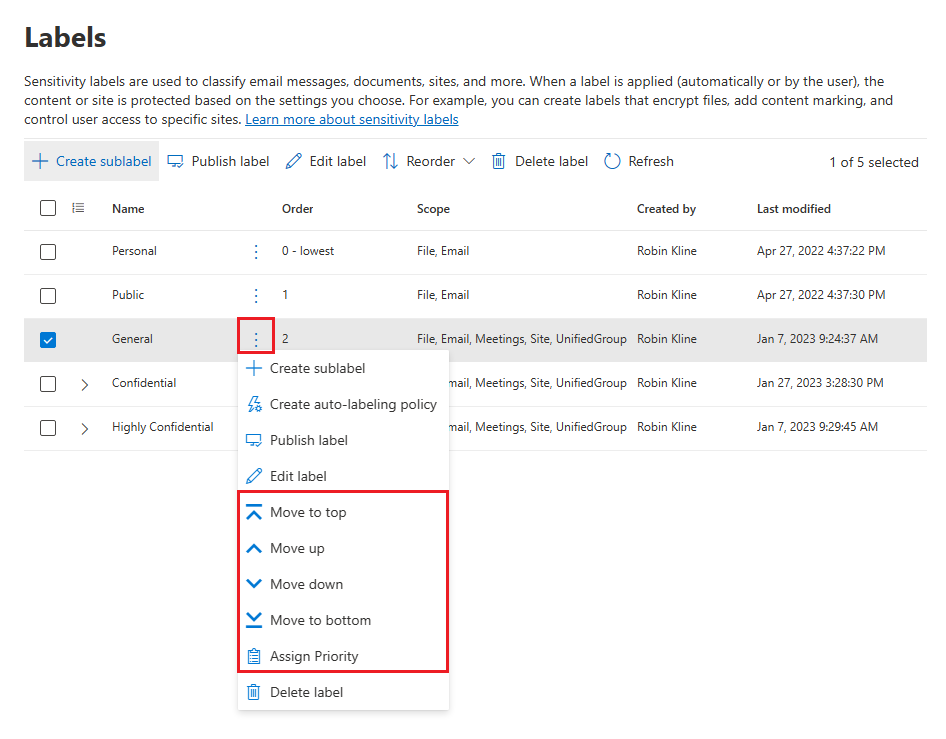 Labels
Sensitivity labels are used to classify email messages, documents, sites, and more. When a label is applied (automatically or by the user), the
content or site is protected based on the settings you choose. For example, you can create labels that encrypt files, add content marking, and
control user access to specific sites. Learn more about sensitivity labels
Create sublabel Publish label Edit label Reorder Delete label Refresh 1 of 5 selected
Name Order Scope Created by Last modified
Personal 0 - lowest File, Email Robin Kline Apr 27, 2022 4:37:22 PM
Public 1 File, Email Robin Kline Apr 27, 2022 4:37:30 PM
General 2 File, Email, Meetings, Site, UnifiedGroup Robin Kline Jan 7, 2023 9:24:37 AM
Create sublabel
Confidential mail, Meetings, Site, UnifiedGroup Robin Kline Jan 27, 2023 3:28:30 PM
Create auto-labeling policy
Highly Confidential mail, Meetings, Site, UnifiedGroup Robin Kline Jan 7, 2023 9:29:45 AM
Publish label
Edit label
Move to top
Move up
Move down
Move to bottom
Assign Priority
Delete label